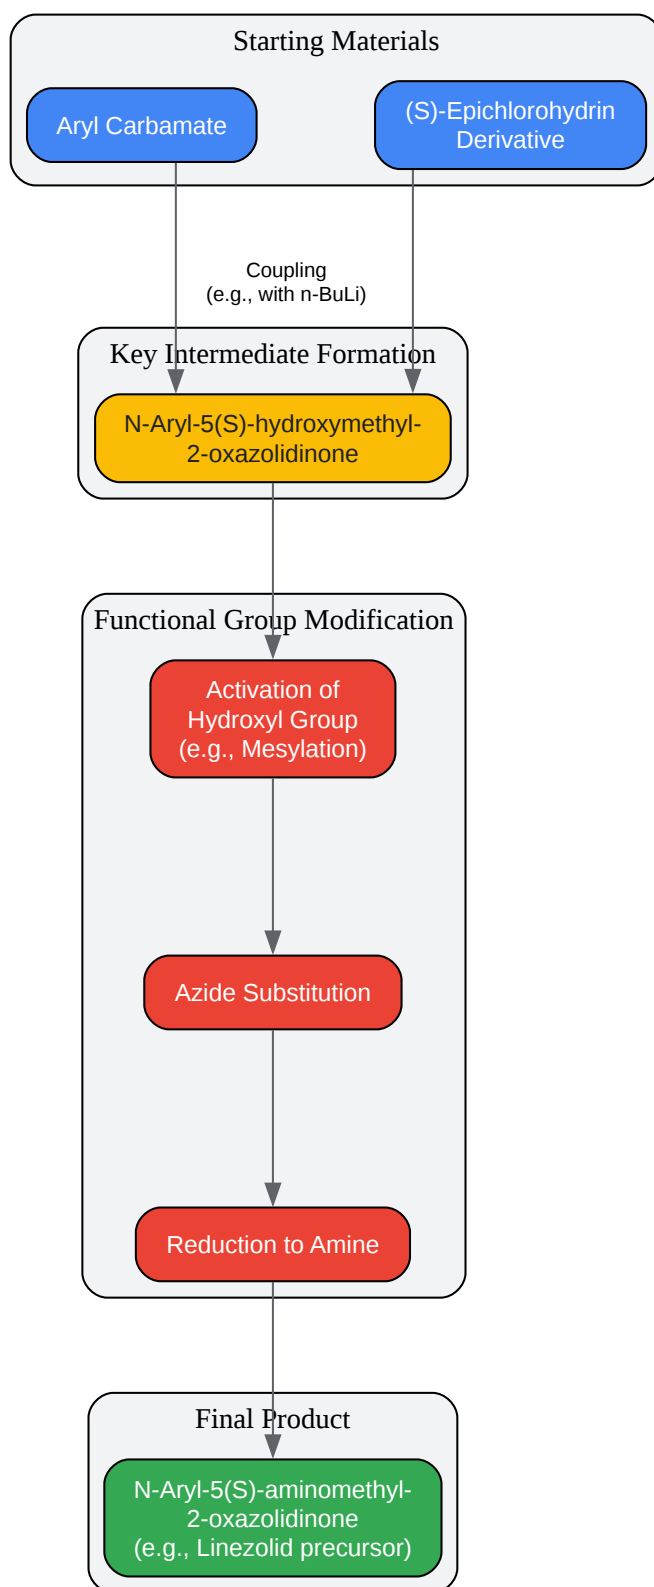 Starting Materials
Aryl Carbamate
(S)-Epichlorohydrin
Derivative
Coupling
(e.g., with n-BuLi)
Key Intermediate Formation
N-Aryl-5(S)-hydroxymethyl-
2-oxazolidinone
Functional Group Modification
Activation of
Hydroxyl Group
(e.g., Mesylation)
Azide Substitution
Reduction to Amine
Final Product
N-Aryl-5(S)-aminomethyl-
2-oxazolidinone
(e.g., Linezolid precursor)